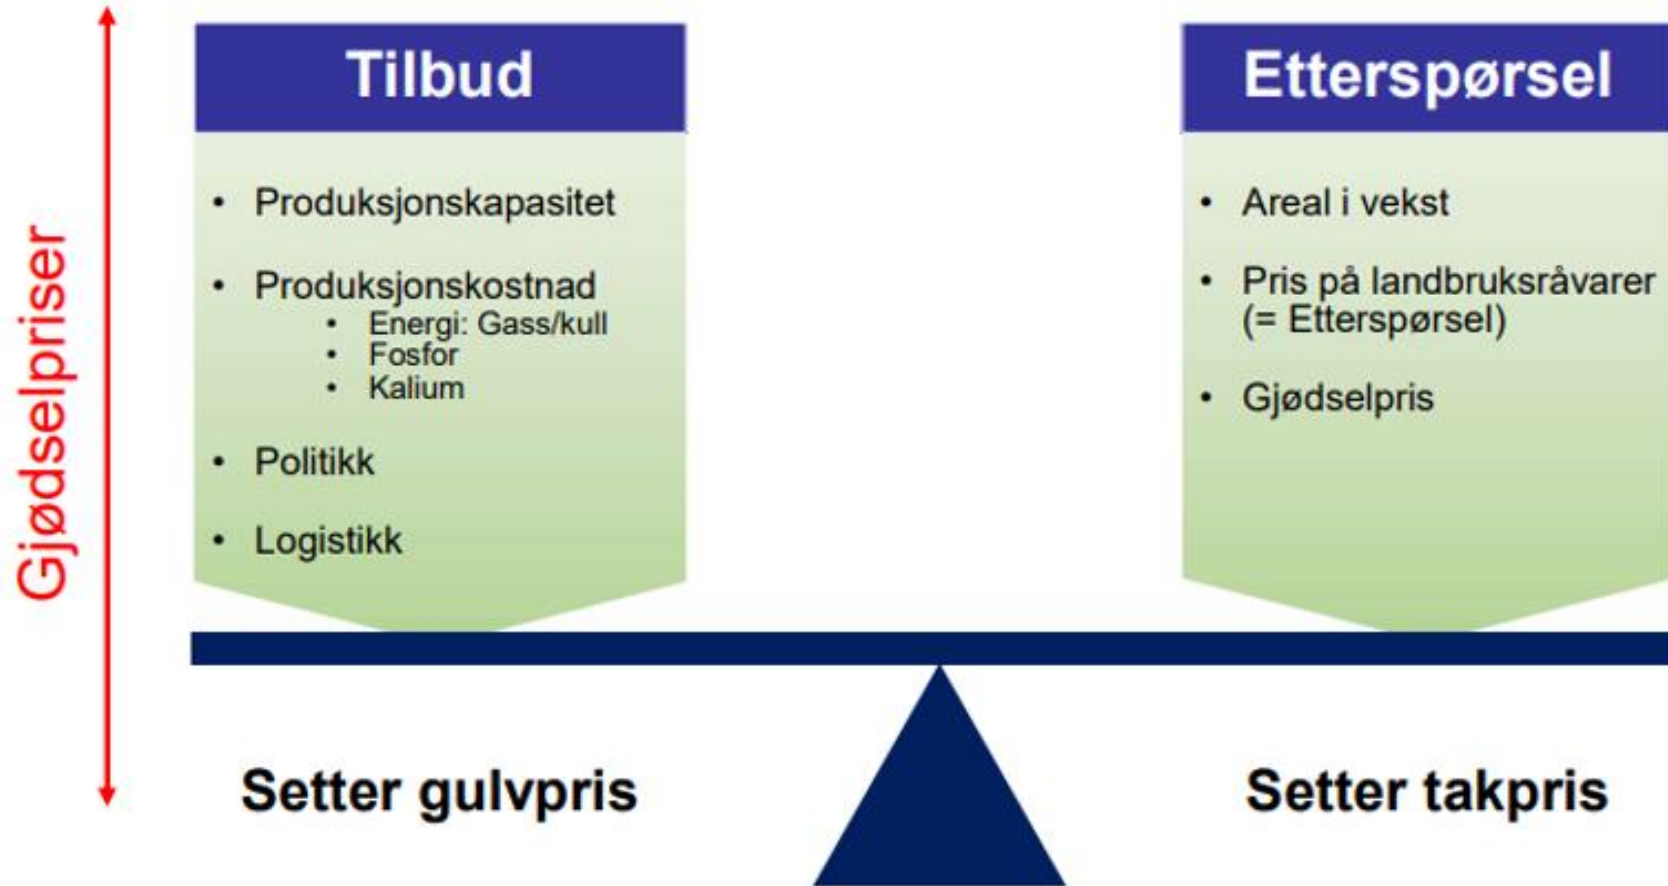 Gjødselpriser
Tilbud
• Produksjonskapasitet
• Produksjonskostnad
• Energi: Gass/kull
• Fosfor
• Kalium
• Politikk
• Logistikk
Setter gulvpris
Etterspørsel
• Areal i vekst
• Pris på landbruksråvarer
(= Etterspørsel)
• Gjødselpris
Setter takpris